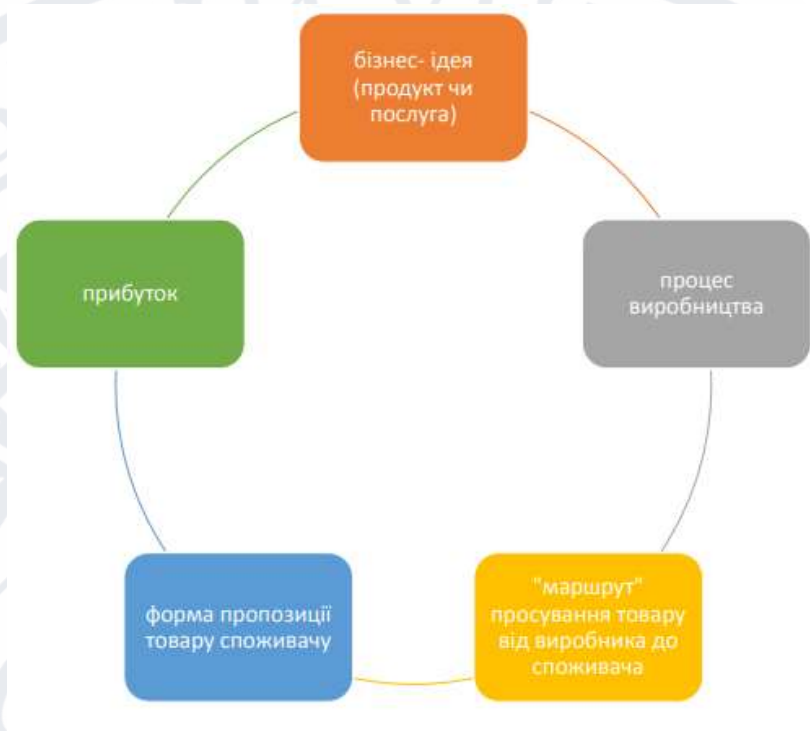 бізнес- ідея
(продукт чи
послуга)
процес
виробництва
"маршрут"
просування товару
від виробника до
споживача
форма пропозиції
товару споживачу
прибуток